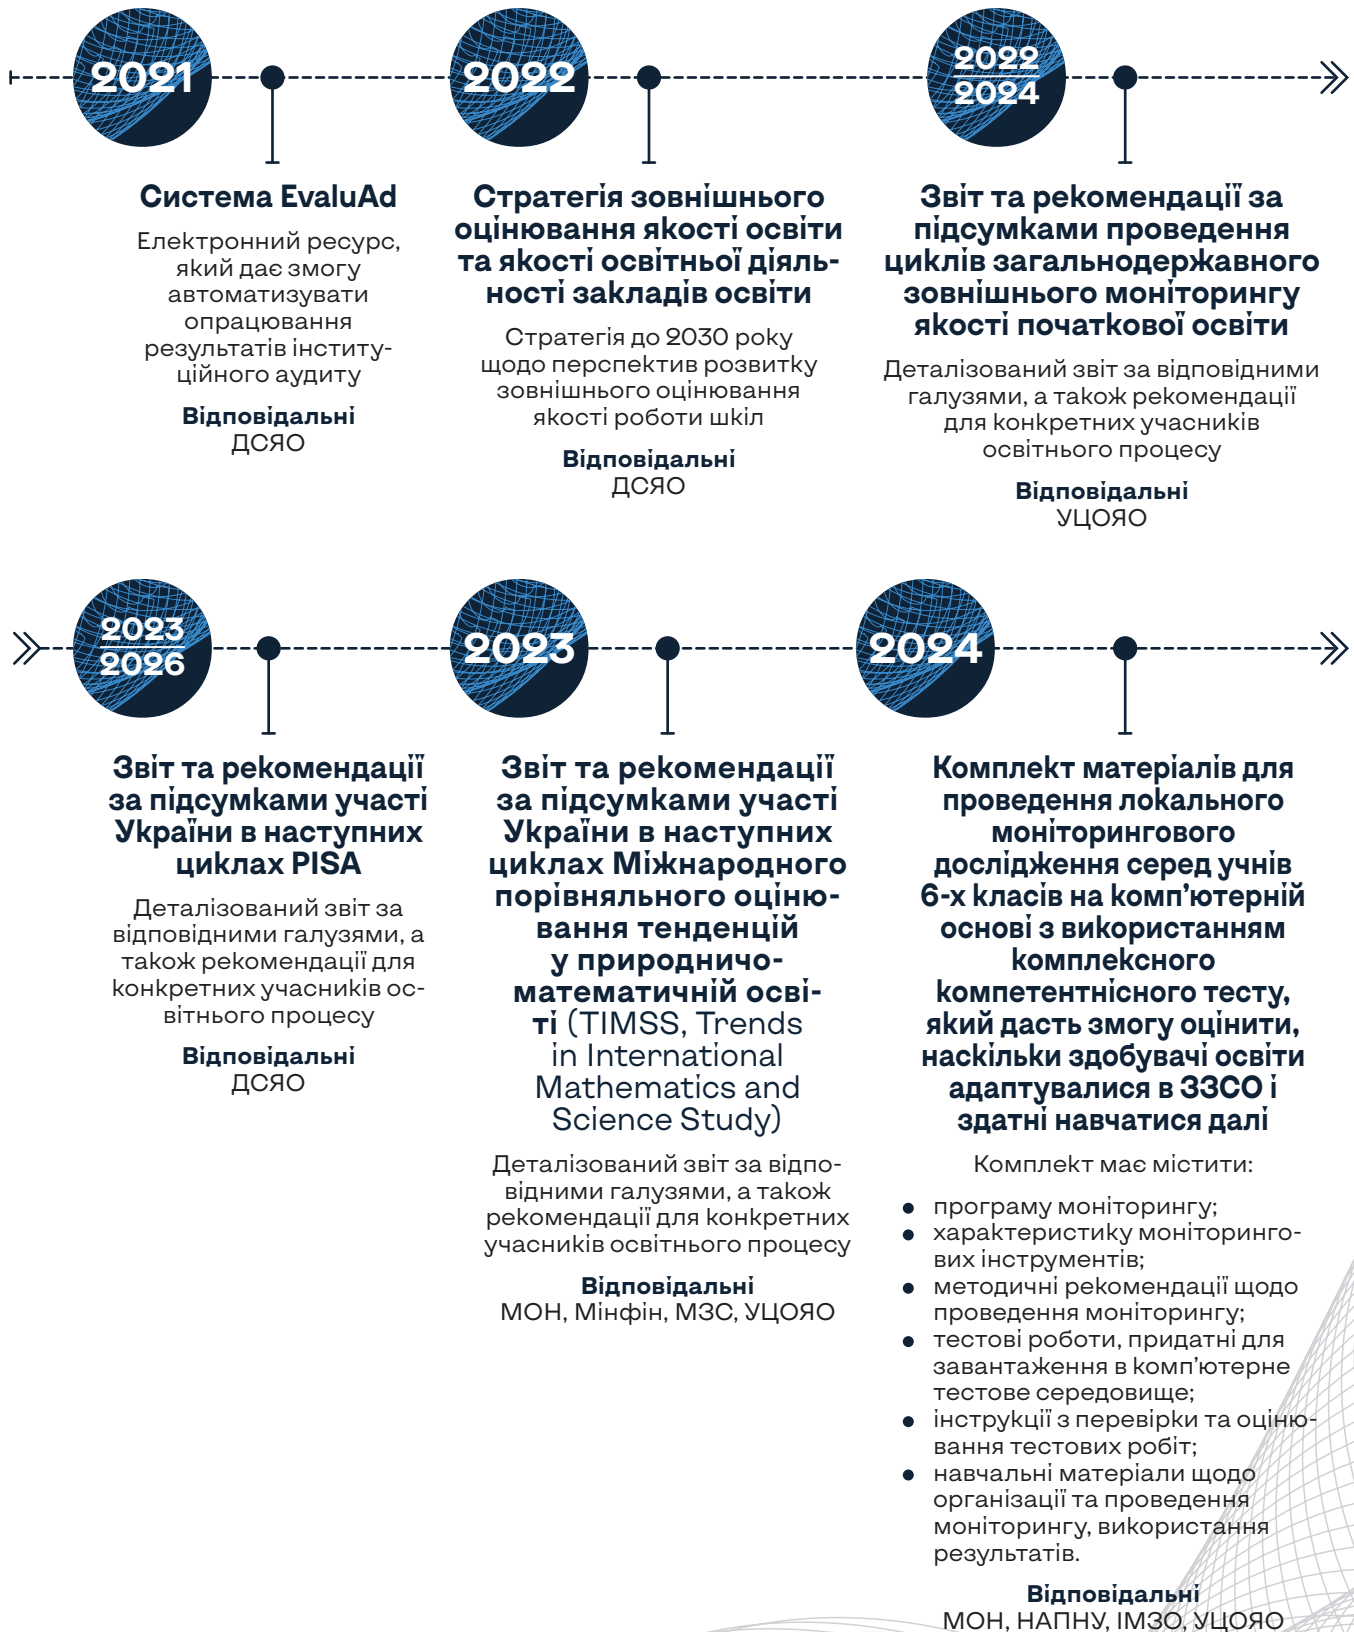 2021
Система EvaluAd
Електронний ресурс,
який дає змогу
автоматизувати
опрацювання
результатів інститу-
ційного аудиту
Відповідальні
ДСЯО
2022
Стратегія зовнішнього
оцінювання якості освіти
та якості освітньої діяль-
ності закладів освіти
Стратегія до 2030 року
щодо перспектив розвитку
зовнішнього оцінювання
якості роботи шкіл
Відповідальні
ДСЯО
2022
2024
Звіт та рекомендації за
підсумками проведення
циклів загальнодержавного
зовнішнього моніторингу
якості початкової освіти
Деталізований звіт за відповідними
галузями, а також рекомендації
для конкретних учасників
освітнього процесу
Відповідальні
УЦОЯО
2023
2026
Звіт та рекомендації
за підсумками участі
України в наступних
циклах PISA
Деталізований звіт за
відповідними галузями, а
також рекомендації для
конкретних учасників ос-
вітнього процесу
Відповідальні
ДСЯО
2023
Звіт та рекомендації
за підсумками участі
України в наступних
циклах Міжнародного
порівняльного оціню-
вання тенденцій
у природничо-
математичній осві-
ті (TIMSS, Trends
in International
Mathematics and
Science Study)
Деталізований звіт за відпо-
відними галузями, а також
рекомендації для конкретних
учасників освітнього процесу
Відповідальні
МОН, Мінфін, МЗС, УЦОЯО
2024
Комплект матеріалів для
проведення локального
моніторингового
дослідження серед учнів
6-х класів на комп’ютерній
основі з використанням
комплексного
компетентнісного тесту,
який дасть змогу оцінити,
наскільки здобувачі освіти
адаптувалися в ЗЗСО і
здатні навчатися далі
Комплект має містити:
● програму моніторингу;
● характеристику моніторинго-
вих інструментів;
● методичні рекомендації щодо
проведення моніторингу;
● тестові роботи, придатні для
завантаження в комп’ютерне
тестове середовище;
● інструкції з перевірки та оціню-
вання тестових робіт;
● навчальні матеріали щодо
організації та проведення
моніторингу, використання
результатів.
Відповідальні
МОН, НАПНУ, ІМЗО, УЦОЯО